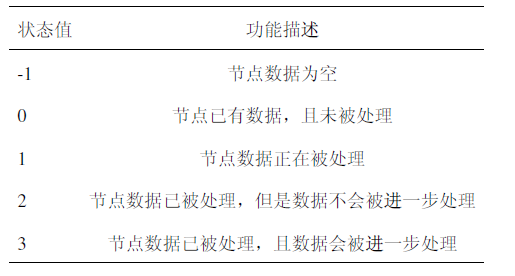 状态值 功能描述
-1 节点数据为空
0 节点已有数据，且未被处理
1 节点数据正在被处理
2 节点数据已被处理，但是数据不会被进一步处理
3 节点数据已被处理，且数据会被进一步处理